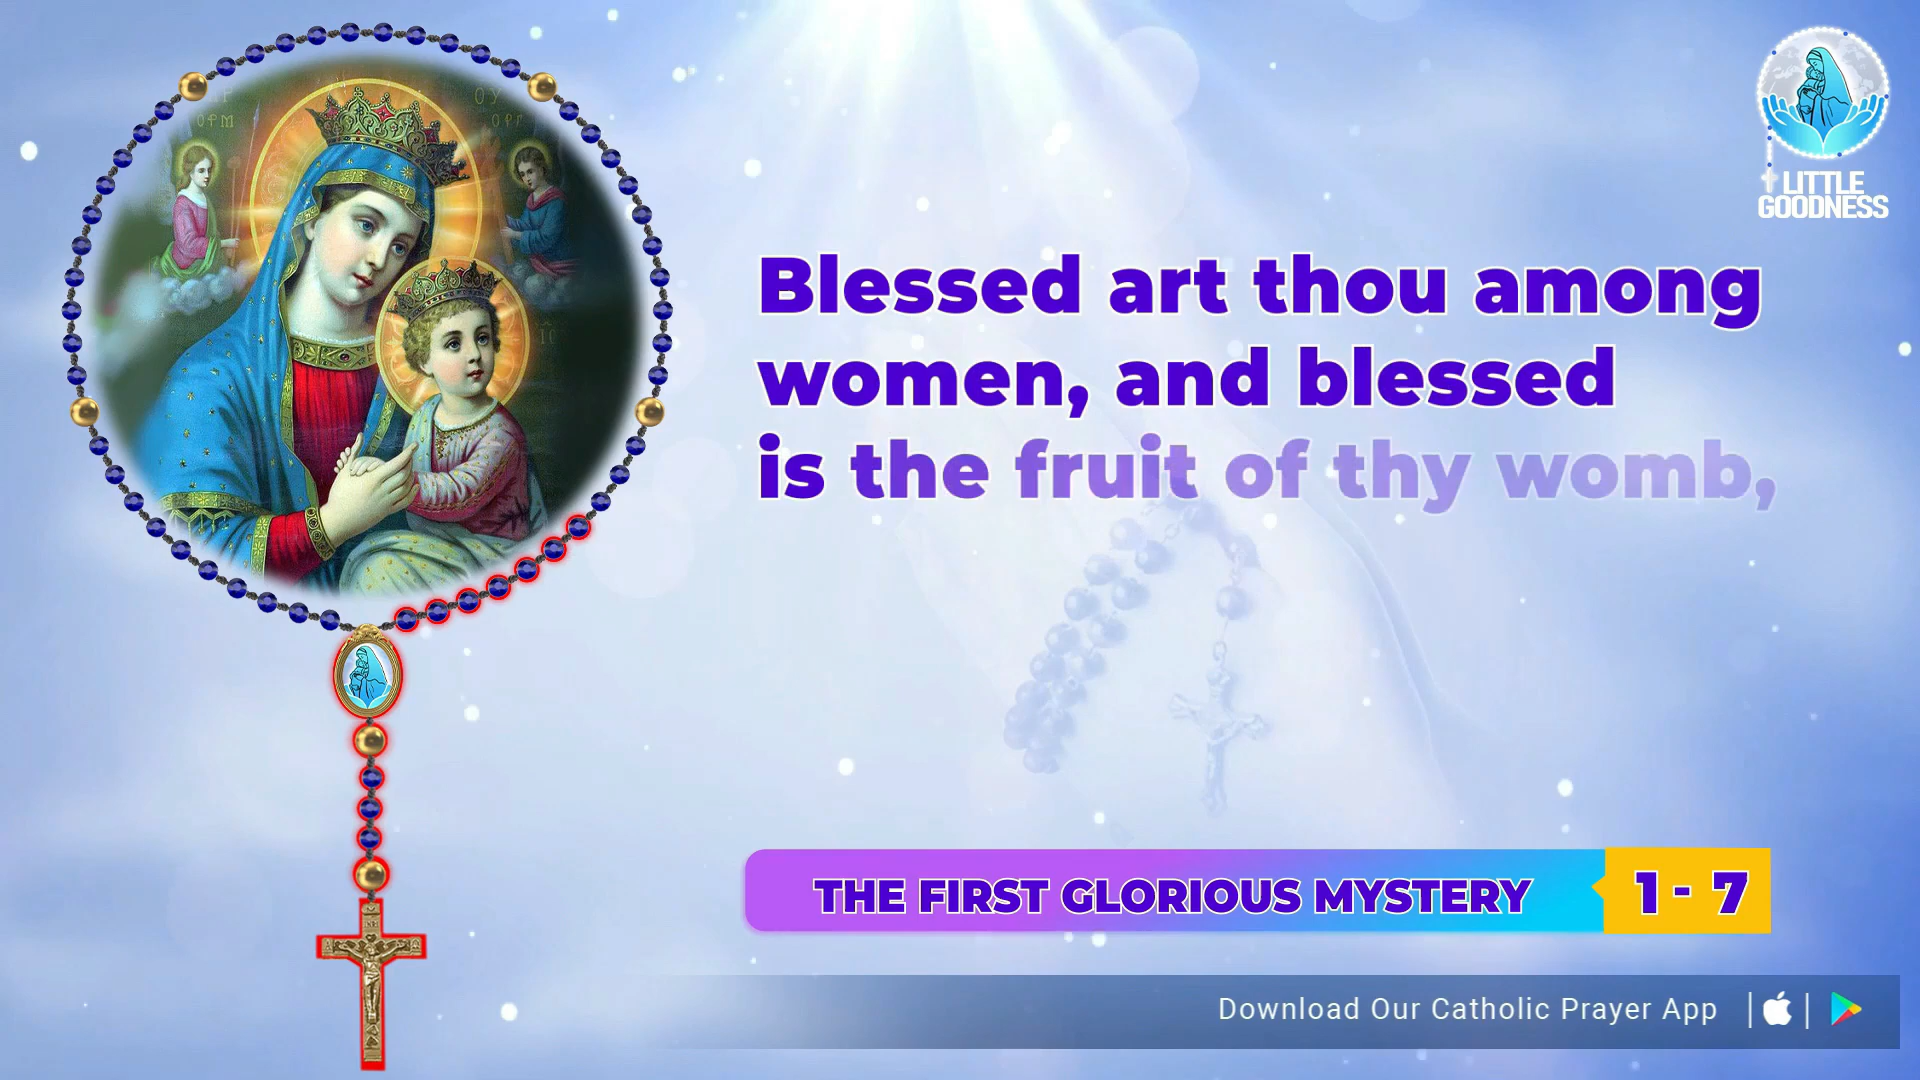 LITTLE
GOODNESS
Blessed art thou among
women, and blessed
is the fruit of thy womb,
THE FIRST GLORIOUS MYSTERY
1 - 7
Download Our Catholic Prayer App